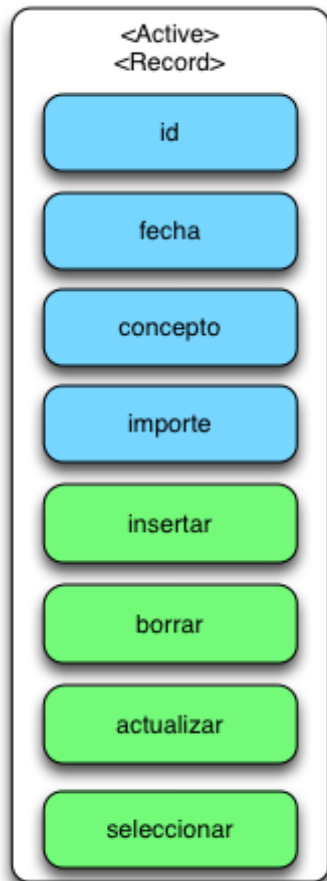 <Active>
<Record>
id
fecha
concepto
importe
insertar
borrar
actualizar
seleccionar